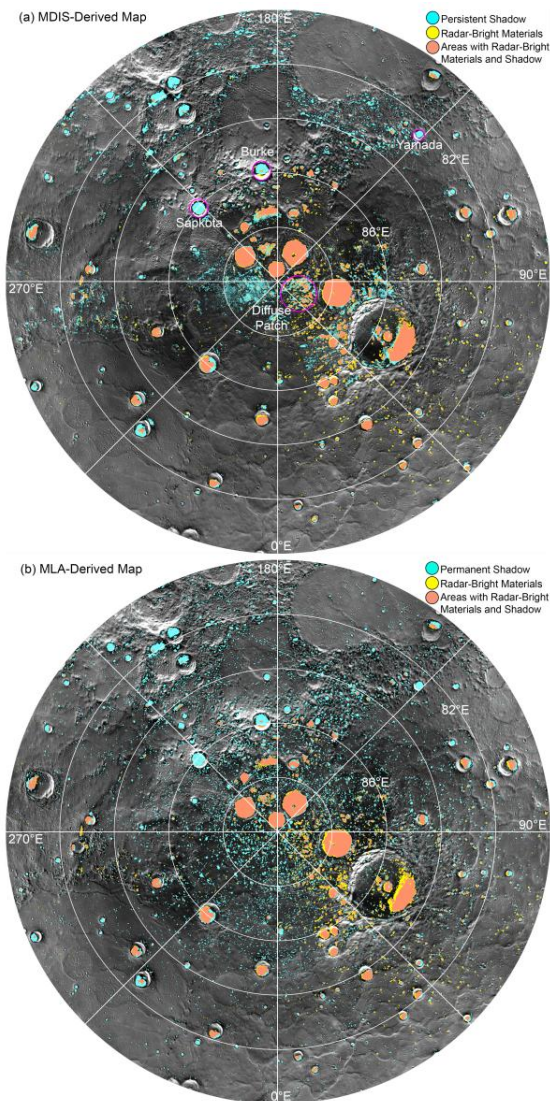 (a) MDIS-Derived Map
180°E
Persistent Shadow
Radar-Bright Materials
Areas with Radar-Bright
Materials and Shadow
Burke
Yamada
82°E
Sapkota
86°E
270°E
90°E
Diffuse
Patch
0°E
(b) MLA-Derived Map
180°E
Permanent Shadow
Radar-Bright Materials
Areas with Radar-Bright
Materials and Shadow
82°E
86°E
270°E
90°E
0°E